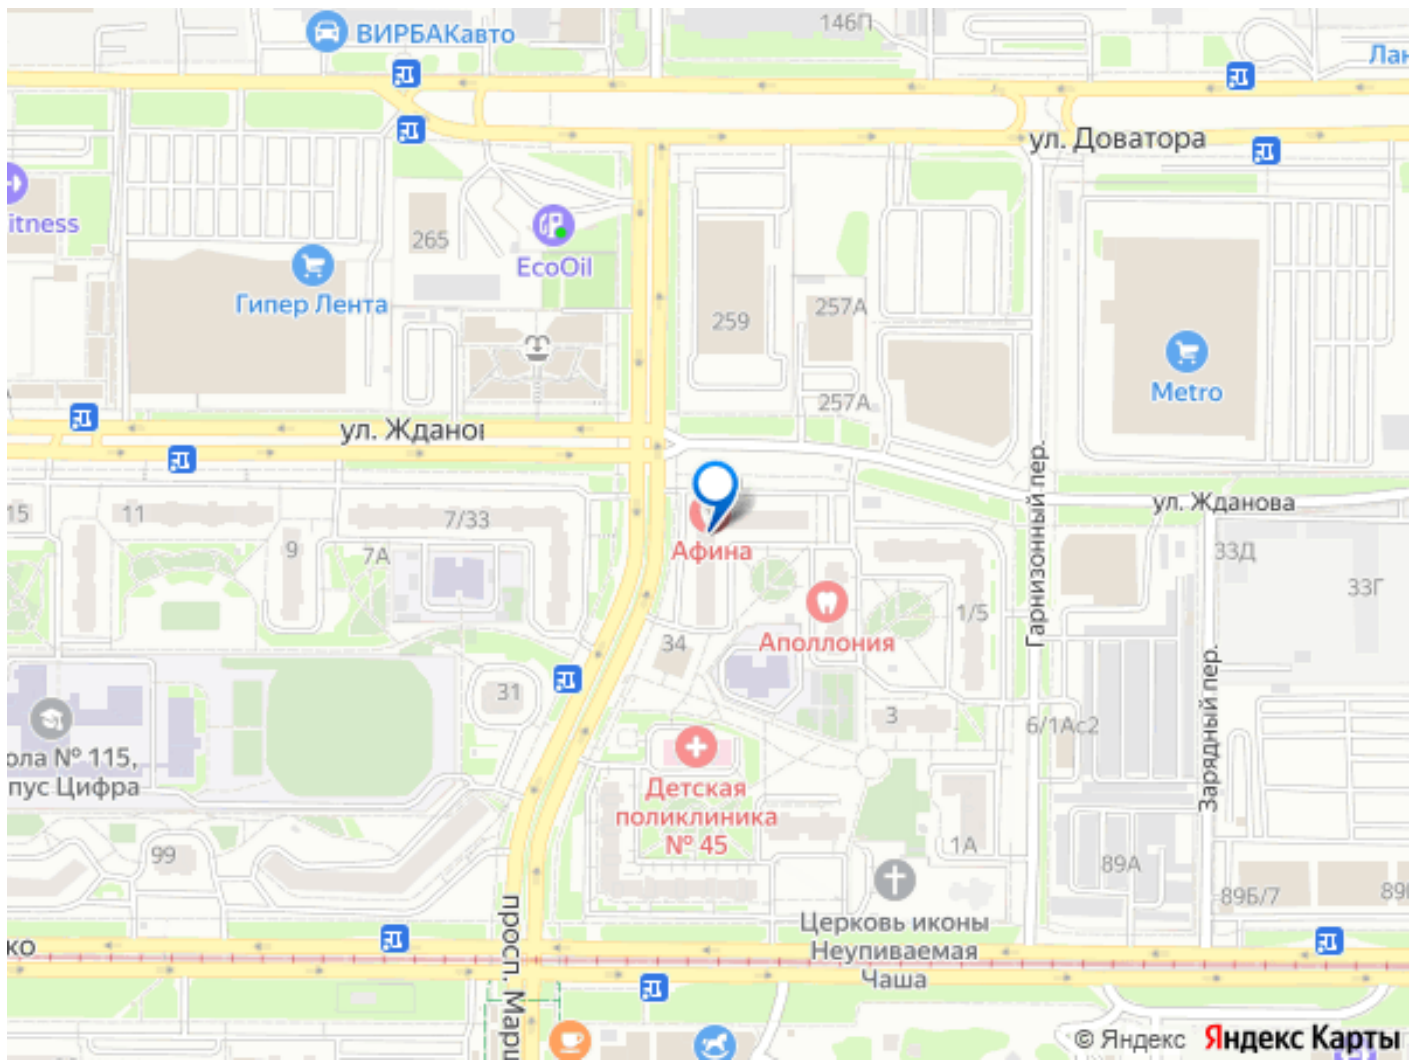 146П
ВИРБАКавто
Лан
ул. Доватора
itness
265
EcoOil
Гипер Лента
259
257А
257А
Metro
ул. Жданов
Гарнизонный пер.
ул. Жданова
15
11
7/33
9
7А
Афина
33Д
33Г
Аполлония
1/5
34
31
3
6/1Ас2
Зарядный пер.
ола № 115,
пус Цифра
Детская
поликлиника
№ 45
99
1А
89А
89Б/7
89
Церковь иконы
Неупиваемая
Чаша
ко
просп. Марш
© Яндекс Яндекс Карты